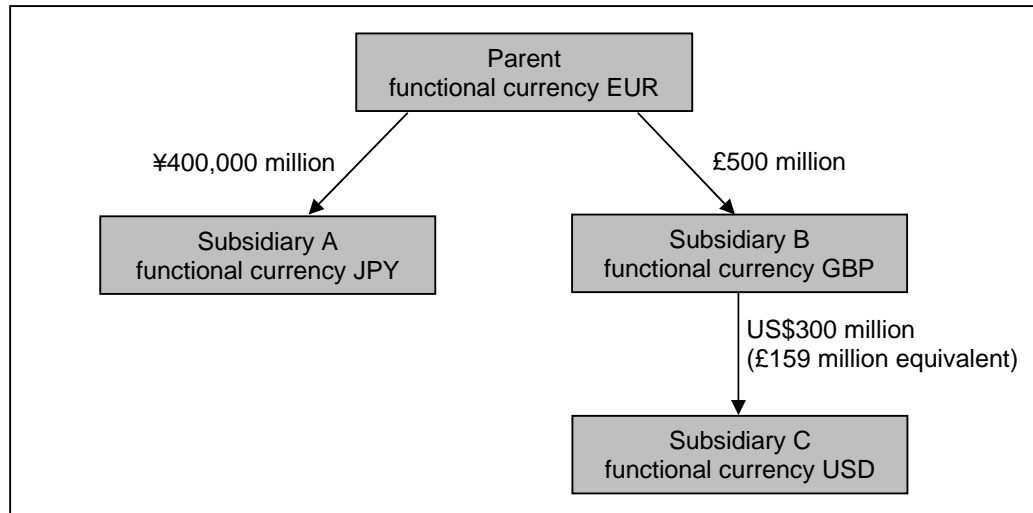 Parent
functional currency EUR
¥400,000 million
£500 million
Subsidiary A
functional currency JPY
Subsidiary B
functional currency GBP
US$300 million
(£159 million equivalent)
Subsidiary C
functional currency USD